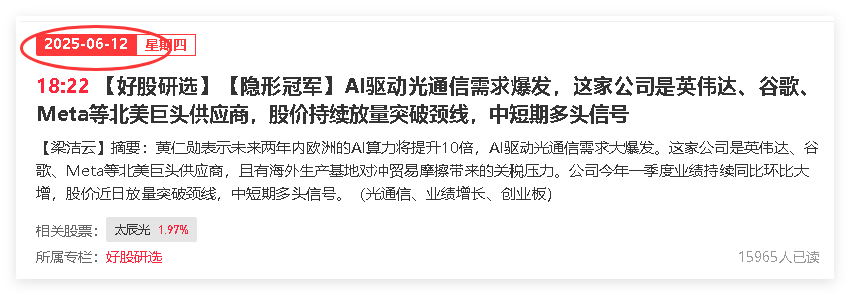 2025-06-12 星期四
18:22 【好股研选】【隐形冠军】AI驱动光通信需求爆发，这家公司是英伟达、谷歌、
Meta等北美巨头供应商，股价持续放量突破颈线，中短期多头信号
【梁洁云】摘要：黄仁勋表示未来两年内欧洲的AI算力将提升10倍，AI驱动光通信需求大爆发。这家公司是英伟达、谷
歌、Meta等北美巨头供应商，且有海外生产基地对冲贸易摩擦带来的关税压力。公司今年一季度业绩持续同比环比大
增，股价近日放量突破颈线，中短期多头信号。（光通信、业绩增长、创业板）
相关股票： 太辰光 1.97%
所属专栏：好股研选 15965人已读